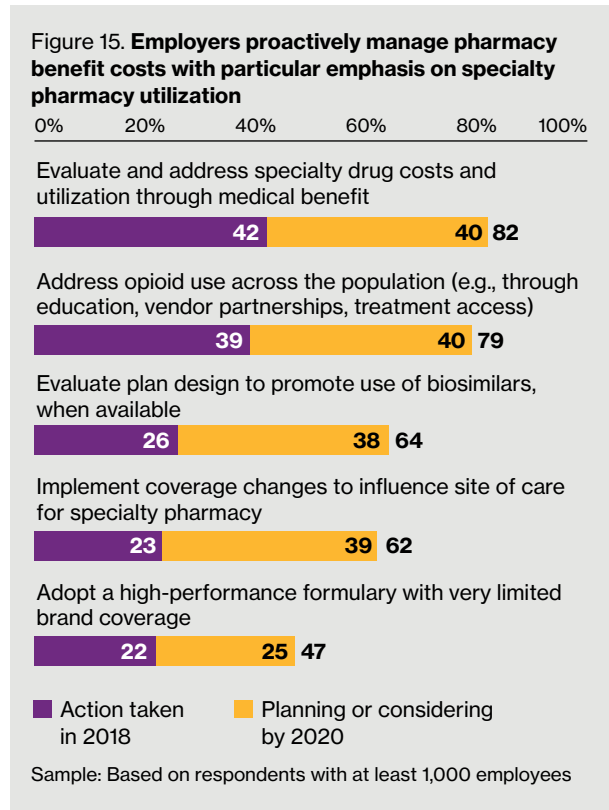 Figure 15. Employers proactively manage pharmacy
benefit costs with particular emphasis on specialty
pharmacy utilization
0% 20% 40% 60% 80% 100%
Evaluate and address specialty drug costs and
utilization through medical benefit
42 40 82
Address opioid use across the population (e.g., through
education, vendor partnerships, treatment access)
39 40 79
Evaluate plan design to promote use of biosimilars,
when available
26 38 64
Implement coverage changes to influence site of care
for specialty pharmacy
23 39 62
Adopt a high-performance formulary with very limited
brand coverage
22 25 47
Action taken
in 2018
Planning or considering
by 2020
Sample: Based on respondents with at least 1,000 employees